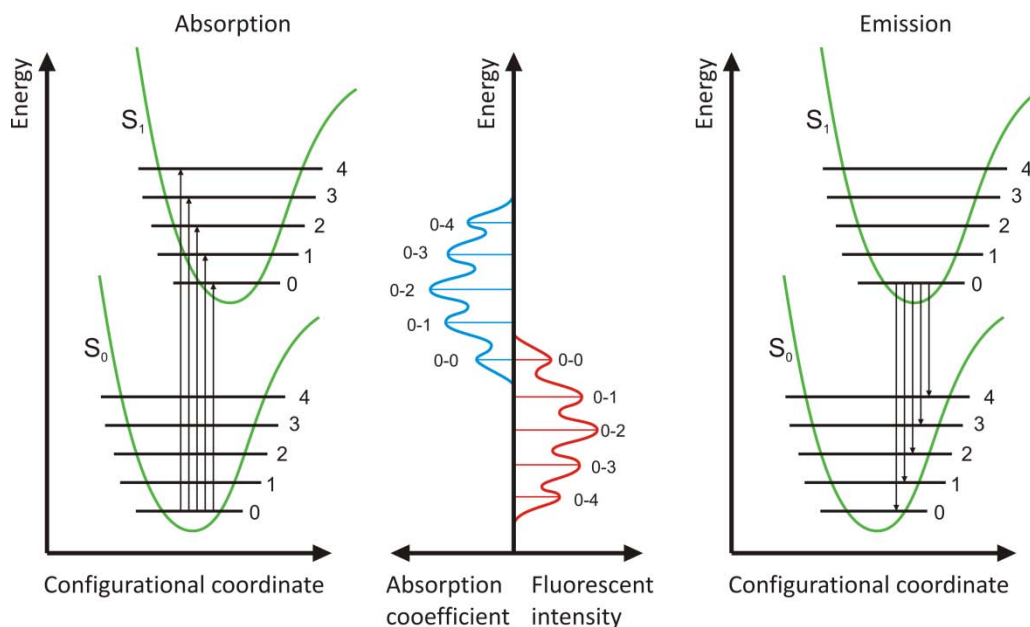 Absorption
Energy
S1
4
3
2
1
0
S0
4
3
2
1
0
Configurational coordinate
Energy
0-4
0-3
0-2
0-1
0-0
0-0
0-1
0-2
0-3
0-4
Absorption
cooefficient
Fluorescent
intensity
Emission
Energy
S1
4
3
2
1
0
S0
4
3
2
1
0
Configurational coordinate